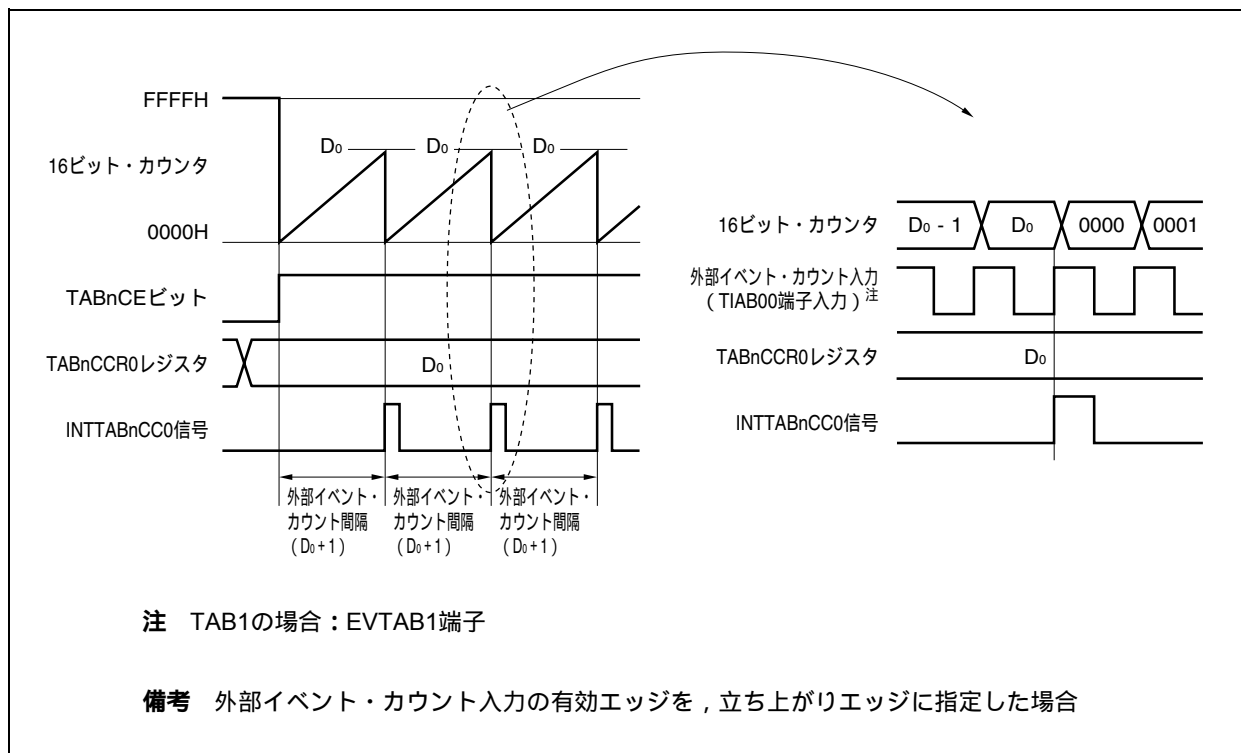 FFFFH
D₀ D₀ D₀
16ビット・カウンタ
0000H
TABnCEビット
TABnCCR0レジスタ
D₀
INTTABnCC0信号
外部イベント・
カウント間隔
(D₀+1)
外部イベント・
カウント間隔
(D₀+1)
外部イベント・
カウント間隔
(D₀+1)
16ビット・カウンタ
D₀ - 1 D₀ 0000 0001
外部イベント・カウント入力
(TIAB00端子入力)注
TABnCCR0レジスタ
D₀
INTTABnCC0信号
注 TAB1の場合:EVTAB1端子
備考 外部イベント・カウント入力の有効エッジを,立ち上がりエッジに指定した場合